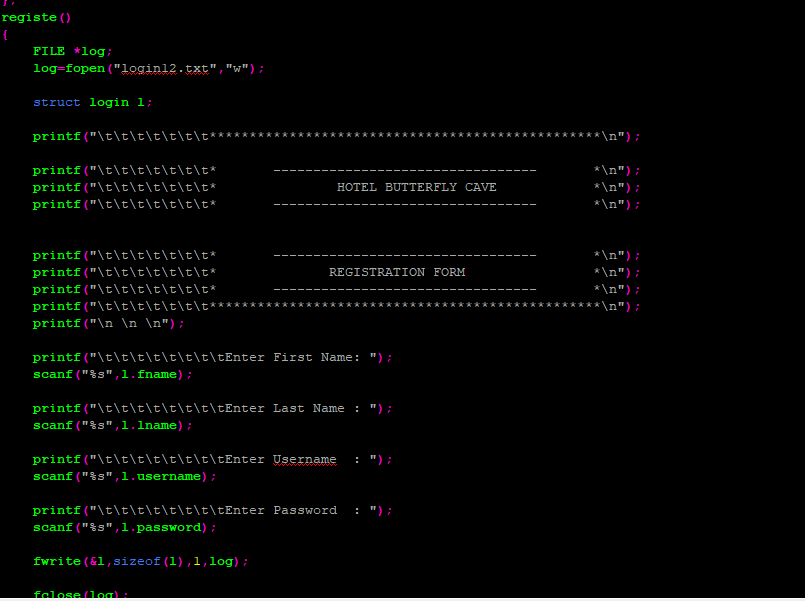 };
registe()
{
    FILE *log;
    log=fopen("login12.txt","w");

    struct login l;

    printf("\t\t\t\t\t\t\t*************************************************\n");

    printf("\t\t\t\t\t\t\t*       ---------------------------------       *\n");
    printf("\t\t\t\t\t\t\t*               HOTEL BUTTERFLY CAVE            *\n");
    printf("\t\t\t\t\t\t\t*       ---------------------------------       *\n");

    printf("\t\t\t\t\t\t\t*       ---------------------------------       *\n");
    printf("\t\t\t\t\t\t\t*              REGISTRATION FORM                *\n");
    printf("\t\t\t\t\t\t\t*       ---------------------------------       *\n");
    printf("\t\t\t\t\t\t\t*************************************************\n");
    printf("\n \n \n");

    printf("\t\t\t\t\t\t\t\tEnter First Name: ");
    scanf("%s",l.fname);

    printf("\t\t\t\t\t\t\t\tEnter Last Name : ");
    scanf("%s",l.lname);

    printf("\t\t\t\t\t\t\t\tEnter Username  : ");
    scanf("%s",l.username);

    printf("\t\t\t\t\t\t\t\tEnter Password  : ");
    scanf("%s",l.password);

    fwrite(&l,sizeof(l),1,log);

    fclose(log);